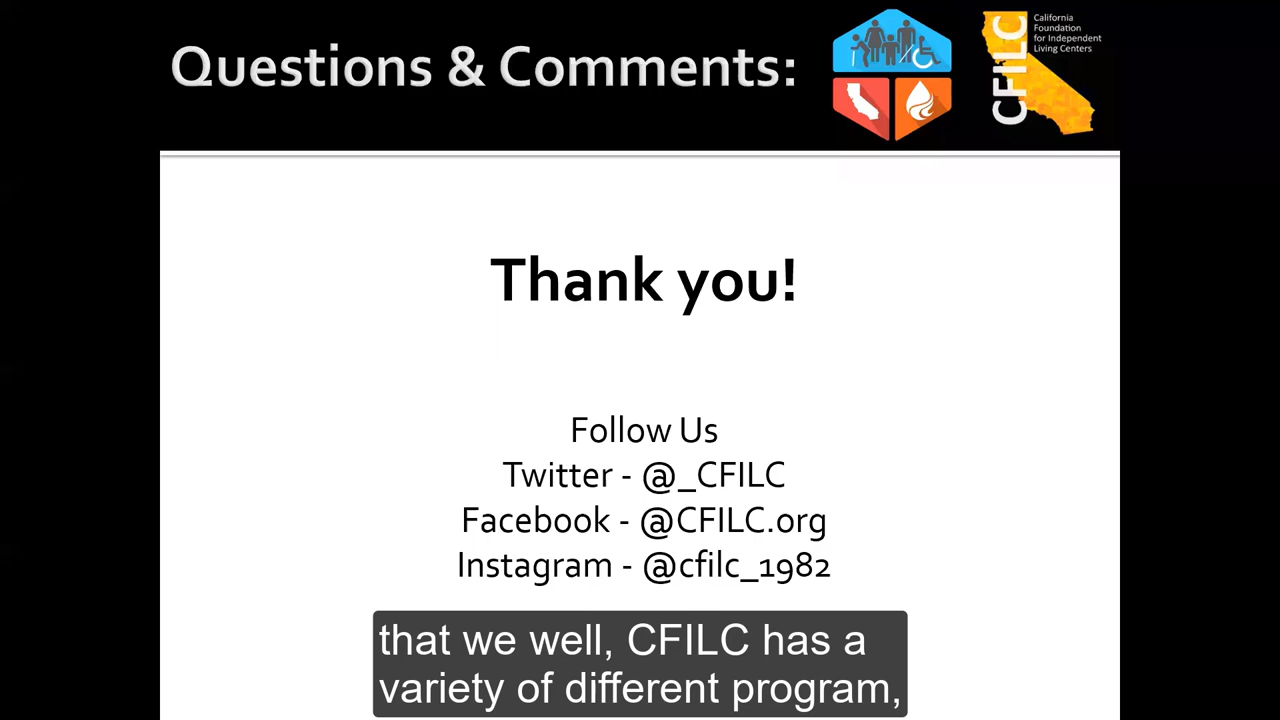 Questions & Comments:
CFILC
California
Foundation
for Independent
Living Centers
Thank you!
Follow Us
Twitter - @_CFILC
Facebook - @CFILC.org
Instagram - @cfilc_1982
that we well, CFILC has a
variety of different program,